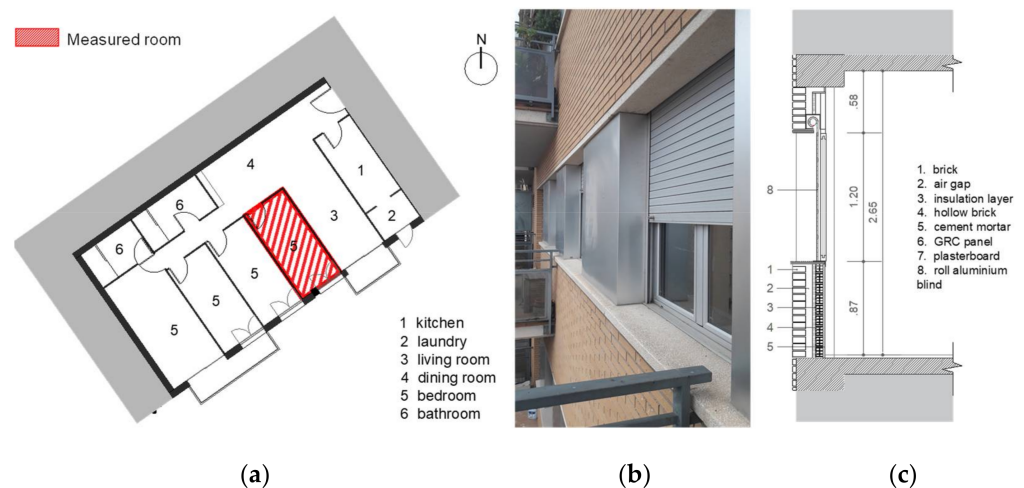 Measured room
N
4
1
6
3
2
5
6
5
5
5
1 kitchen
2 laundry
3 living room
4 dining room
5 bedroom
6 bathroom
(a)
(b)
.58
8
1.20
2.65
1
2
3
4
5
.87
1. brick
2. air gap
3. insulation layer
4. hollow brick
5. cement mortar
6. GRC panel
7. plasterboard
8. roll aluminium
blind
(c)